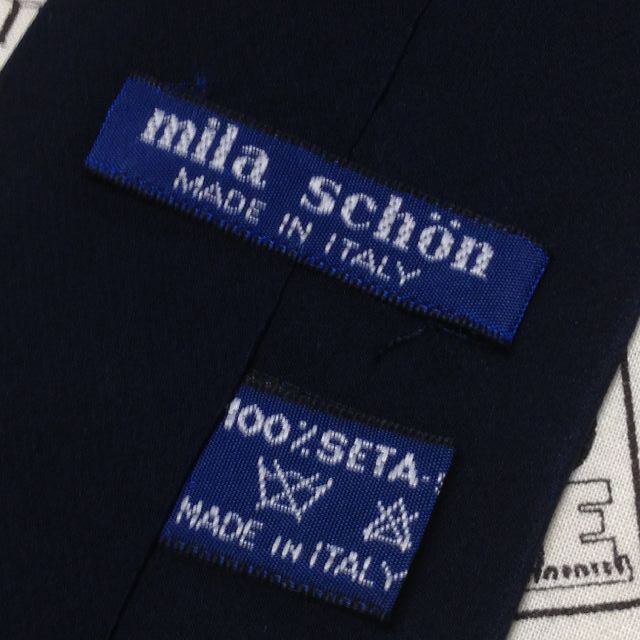 mila schön
MADE IN ITALY
100% SETA-
MADE IN ITALY